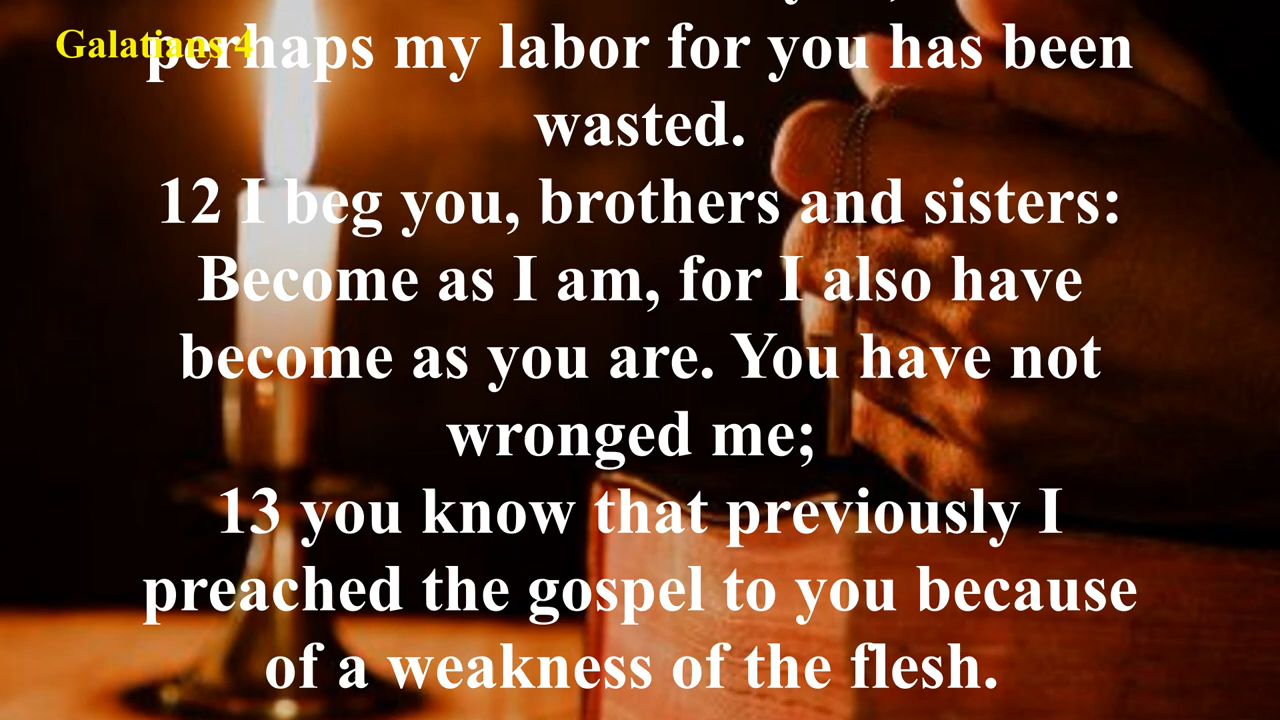 Galatians 4
perhaps my labor for you has been
wasted.
12 I beg you, brothers and sisters:
Become as I am, for I also have
become as you are. You have not
wronged me;
13 you know that previously I
preached the gospel to you because
of a weakness of the flesh.